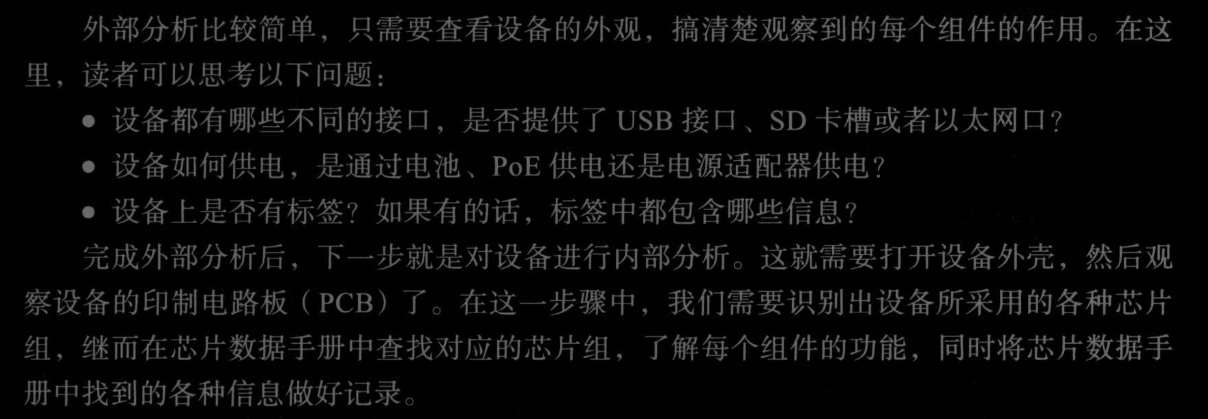 外部分析比较简单，只需要查看设备的外观，搞清楚观察到的每个组件的作用。在这
里，读者可以思考以下问题：
● 设备都有哪些不同的接口，是否提供了 USB 接口、SD 卡槽或者以太网口？
● 设备如何供电，是通过电池、PoE 供电还是电源适配器供电？
● 设备上是否有标签？如果有的话，标签中都包含哪些信息？
完成外部分析后，下一步就是对设备进行内部分析。这就需要打开设备外壳，然后观
察设备的印制电路板（PCB）了。在这一步骤中，我们需要识别出设备所采用的各种芯片
组，继而在芯片数据手册中查找对应的芯片组，了解每个组件的功能，同时将芯片数据手
册中找到的各种信息做好记录。